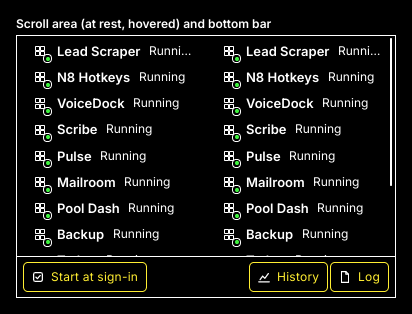 Scroll area (at rest, hovered) and bottom bar
Lead Scraper Runni... Lead Scraper Runni...
N8 Hotkeys Running N8 Hotkeys Running
VoiceDock Running VoiceDock Running
Scribe Running Scribe Running
Pulse Running Pulse Running
Mailroom Running Mailroom Running
Pool Dash Running Pool Dash Running
Backup Running Backup Running
Start at sign-in History Log